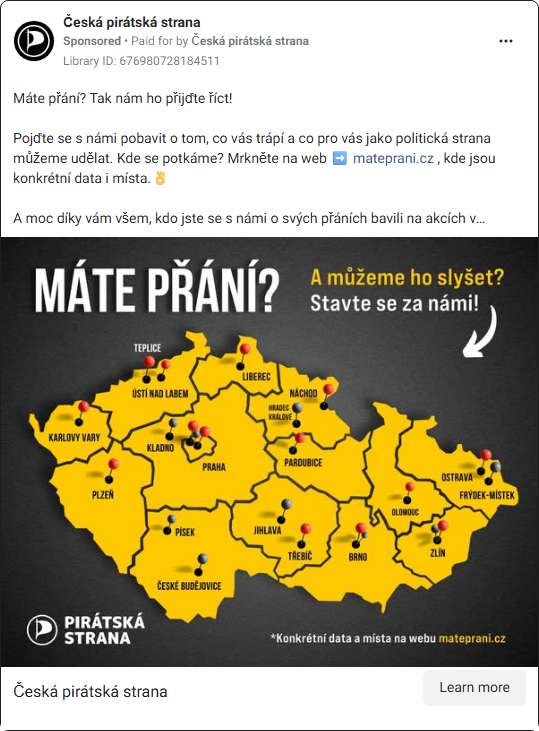 Česká pirátská strana
Sponsored • Paid for by Česká pirátská strana
Library ID: 676980728184511
Máte přání? Tak nám ho přijďte říct!
Pojďte se s námi pobavit o tom, co vás trápí a co pro vás jako politická strana
můžeme udělat. Kde se potkáme? Mrkněte na web ➡️ mateprani.cz , kde jsou
konkrétní data i místa.👌
A moc díky vám všem, kdo jste se s námi o svých přáních bavili na akcích v...
MÁTE PŘÁNÍ?
A můžeme ho slyšet?
Stavte se za námi!
TEPLICE
ÚSTÍ NAD LABEM
LIBEREC
NÁCHOD
HRADEC
KRÁLOVÉ
KARLOVY VARY
KLADNO
PRAHA
PARDUBICE
PLZEŇ
OSTRAVA
FRÝDEK-MÍSTEK
OLOMOUC
PÍSEK
JIHLAVA
TŘEBÍČ
BRNO
ZLÍN
ČESKÉ BUDĚJOVICE
PIRÁTSKÁ
STRANA
*Konkrétní data a místa na webu mateprani.cz
Česká pirátská strana
Learn more